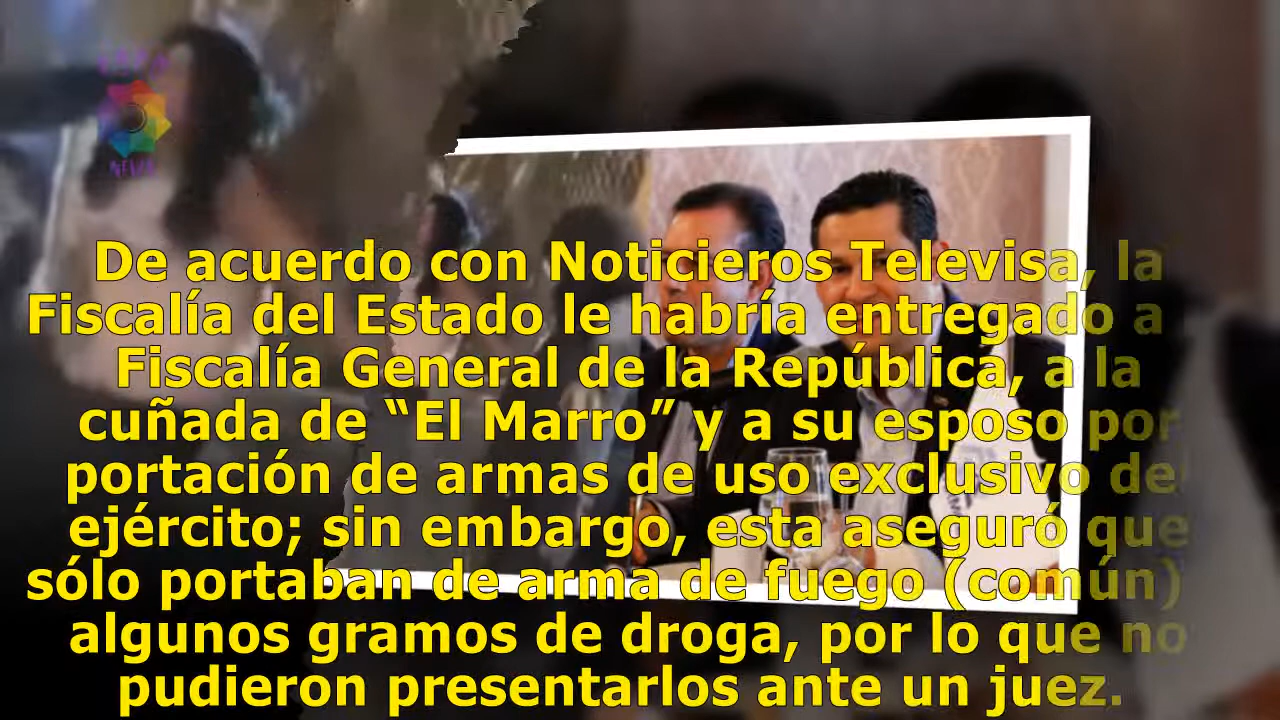 De acuerdo con Noticieros Televisa, la
Fiscalía del Estado le habría entregado a
Fiscalía General de la República, a la
cuñada de “El Marro” y a su esposo por
portación de armas de uso exclusivo de
ejército; sin embargo, esta aseguró que
sólo portaban de arma de fuego (común)
algunos gramos de droga, por lo que no
pudieron presentarlos ante un juez.